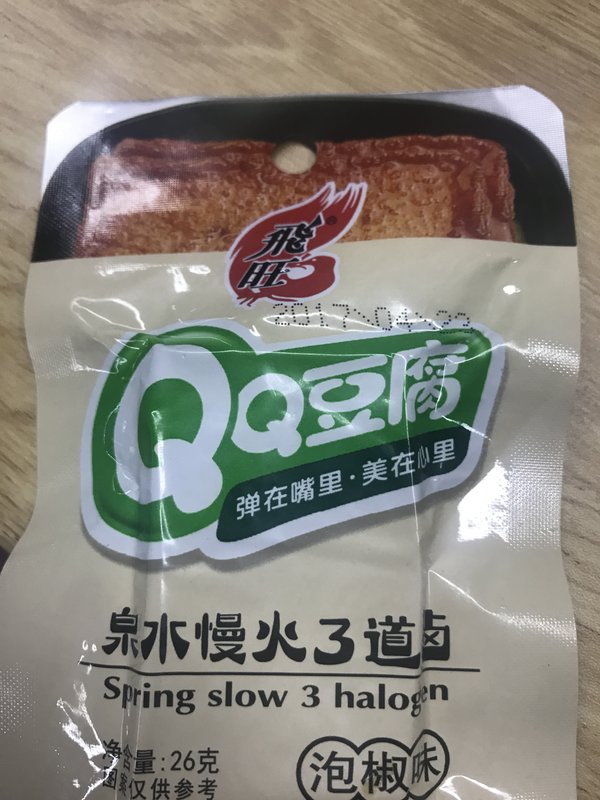 飛旺
®
2017-04-22
QQ豆腐
弹在嘴里·美在心里
泉水慢火3道卤
Spring slow 3 halogen
净含量:26克
图案仅供参考
泡椒味